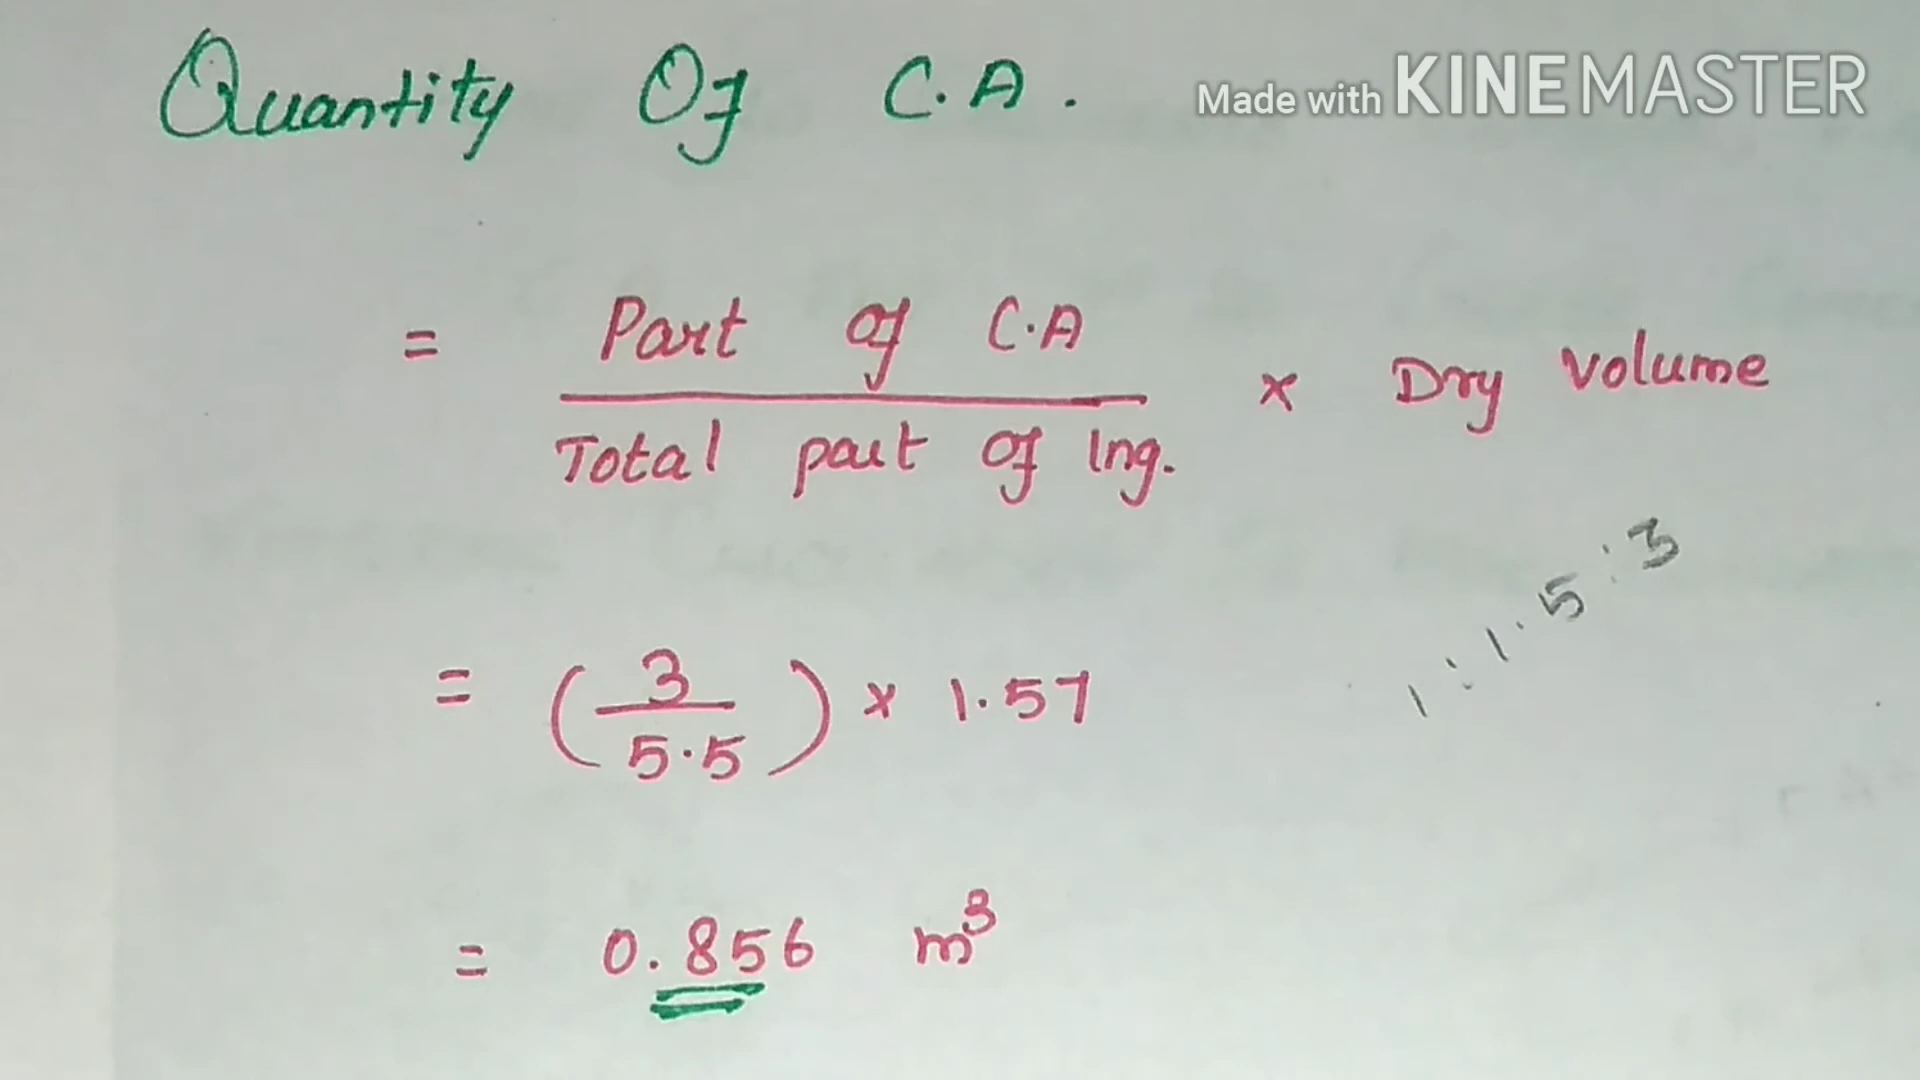 Quantity Of C.A.
Made with KINEMASTER
= Part of C.A / Total part of Ing. × Dry Volume
1:1.5:3
= (3/5.5) × 1.57
= 0.856 m³